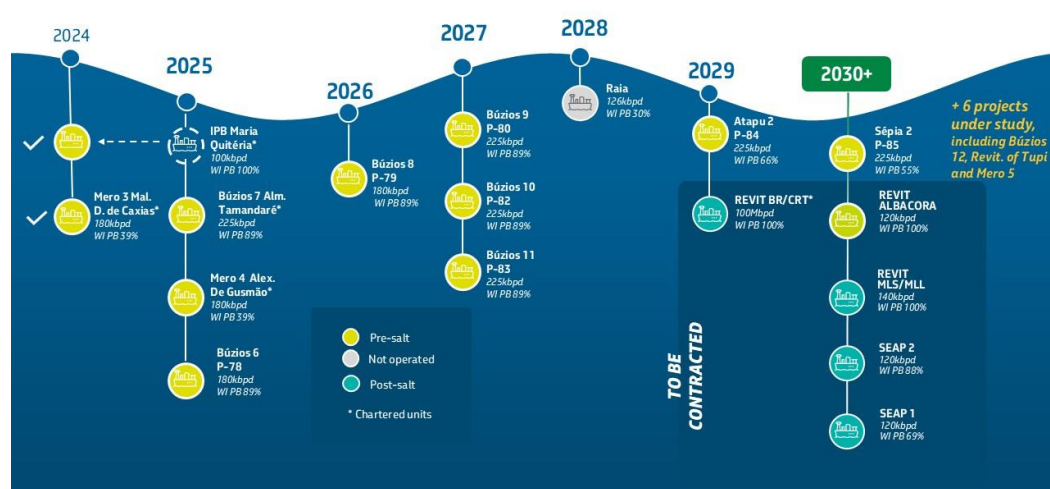 2024
Mero 3 Mal.
D. de Caxias*
180kbpd
WI PB 39%
2025
IPB Maria
Quitéria*
100kbpd
WI PB 100%
Búzios 7 Alm.
Tamandaré*
225kbpd
WI PB 89%
Mero 4 Alex.
De Gusmão*
180kbpd
WI PB 39%
Búzios 6
P-78
180kbpd
WI PB 89%
2026
Búzios 8
P-79
180kbpd
WI PB 89%
2027
Búzios 9
P-80
225kbpd
WI PB 89%
Búzios 10
P-82
225kbpd
WI PB 89%
Búzios 11
P-83
225kbpd
WI PB 89%
2028
Raia
126kbpd
WI PB 30%
2029
Atapu 2
P-84
225kbpd
WI PB 66%
REVIT BR/CRT*
100Mbpd
WI PB 100%
2030+
Sépia 2
P-85
225kbpd
WI PB 55%
REVIT
ALBACORA
120kbpd
WI PB 100%
REVIT
MLS/MLL
140kbpd
WI PB 100%
SEAP 2
120kbpd
WI PB 88%
SEAP 1
120kbpd
WI PB 69%
+ 6 projects
under study,
including Búzios
12, Revit. of Tupi
and Mero 5
TO BE
CONTRACTED
Pre-salt
Not operated
Post-salt
* Chartered units